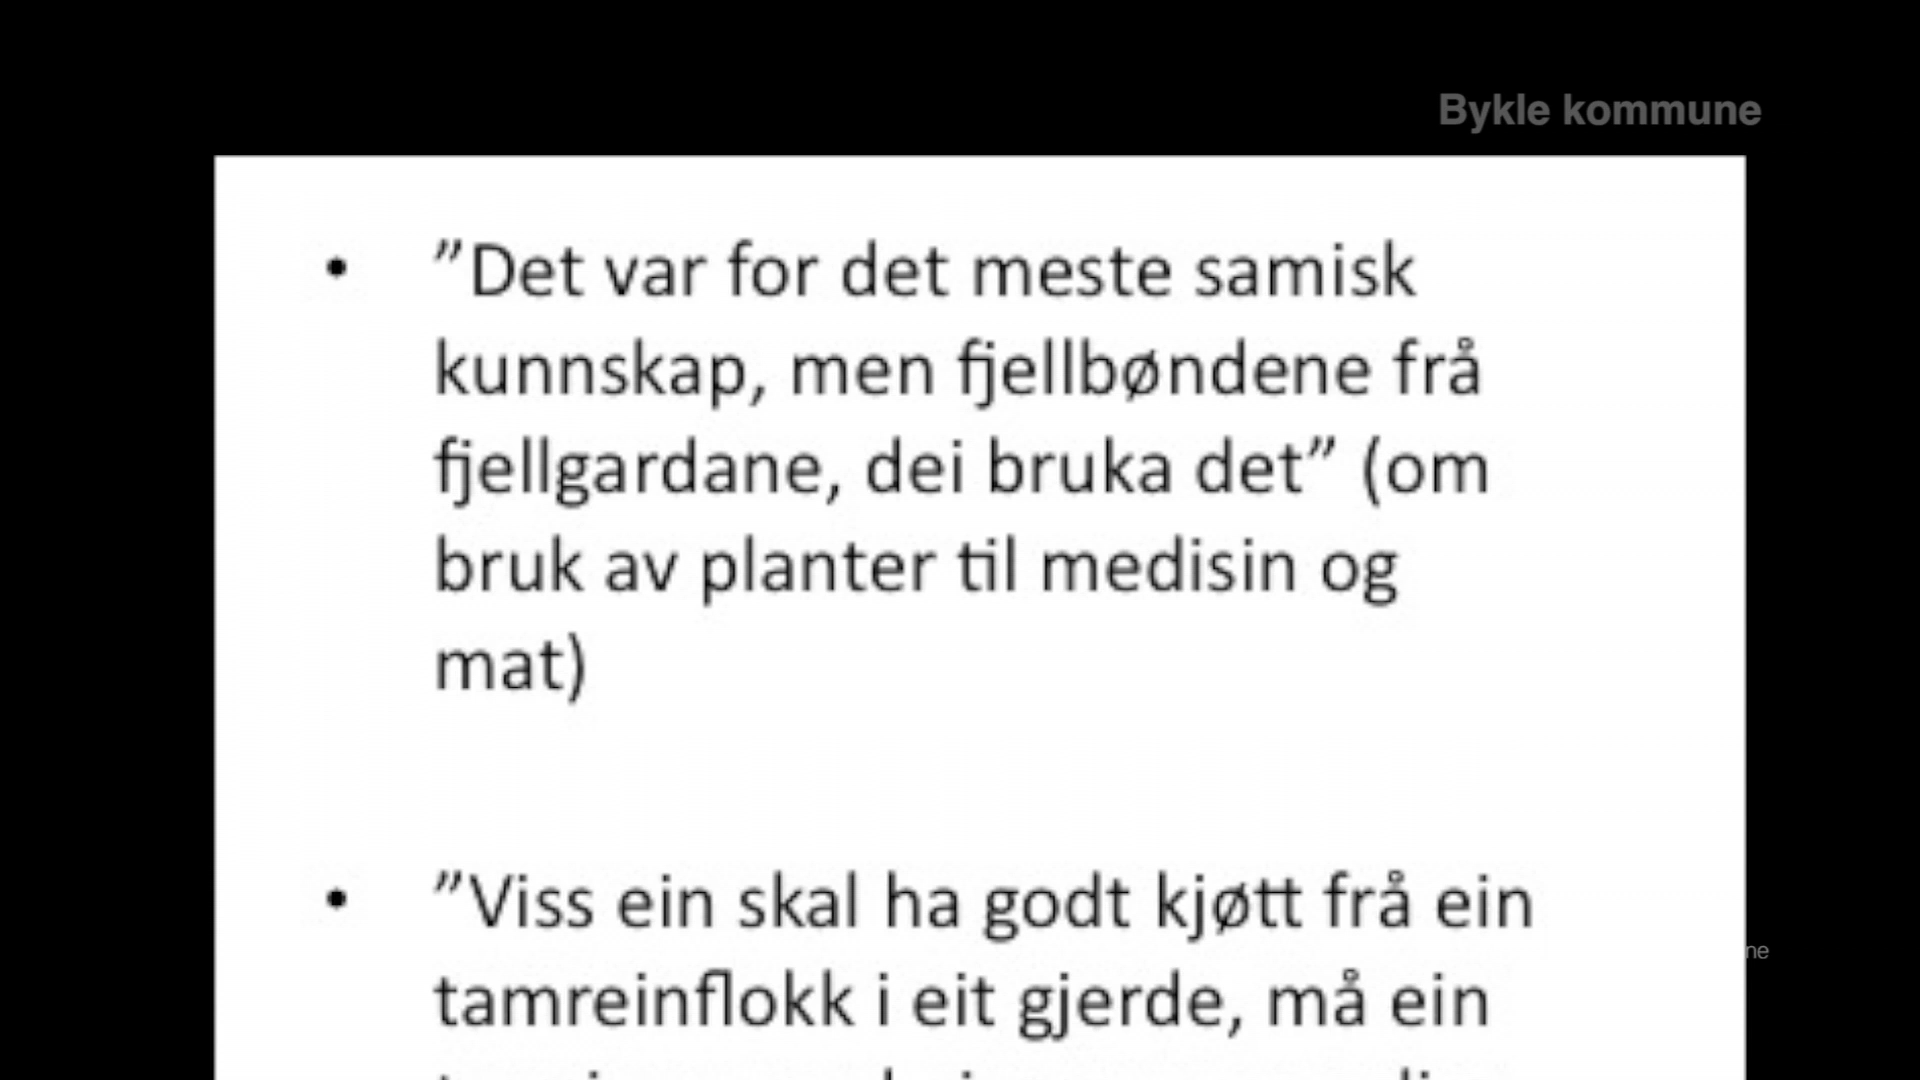 Bykle kommune
• ”Det var for det meste samisk
kunnskap, men fjellbøndene frå
fjellgardane, dei bruka det” (om
bruk av planter til medisin og
mat)
• ”Viss ein skal ha godt kjøtt frå ein
ne
tamreinflokk i eit gjerde, må ein